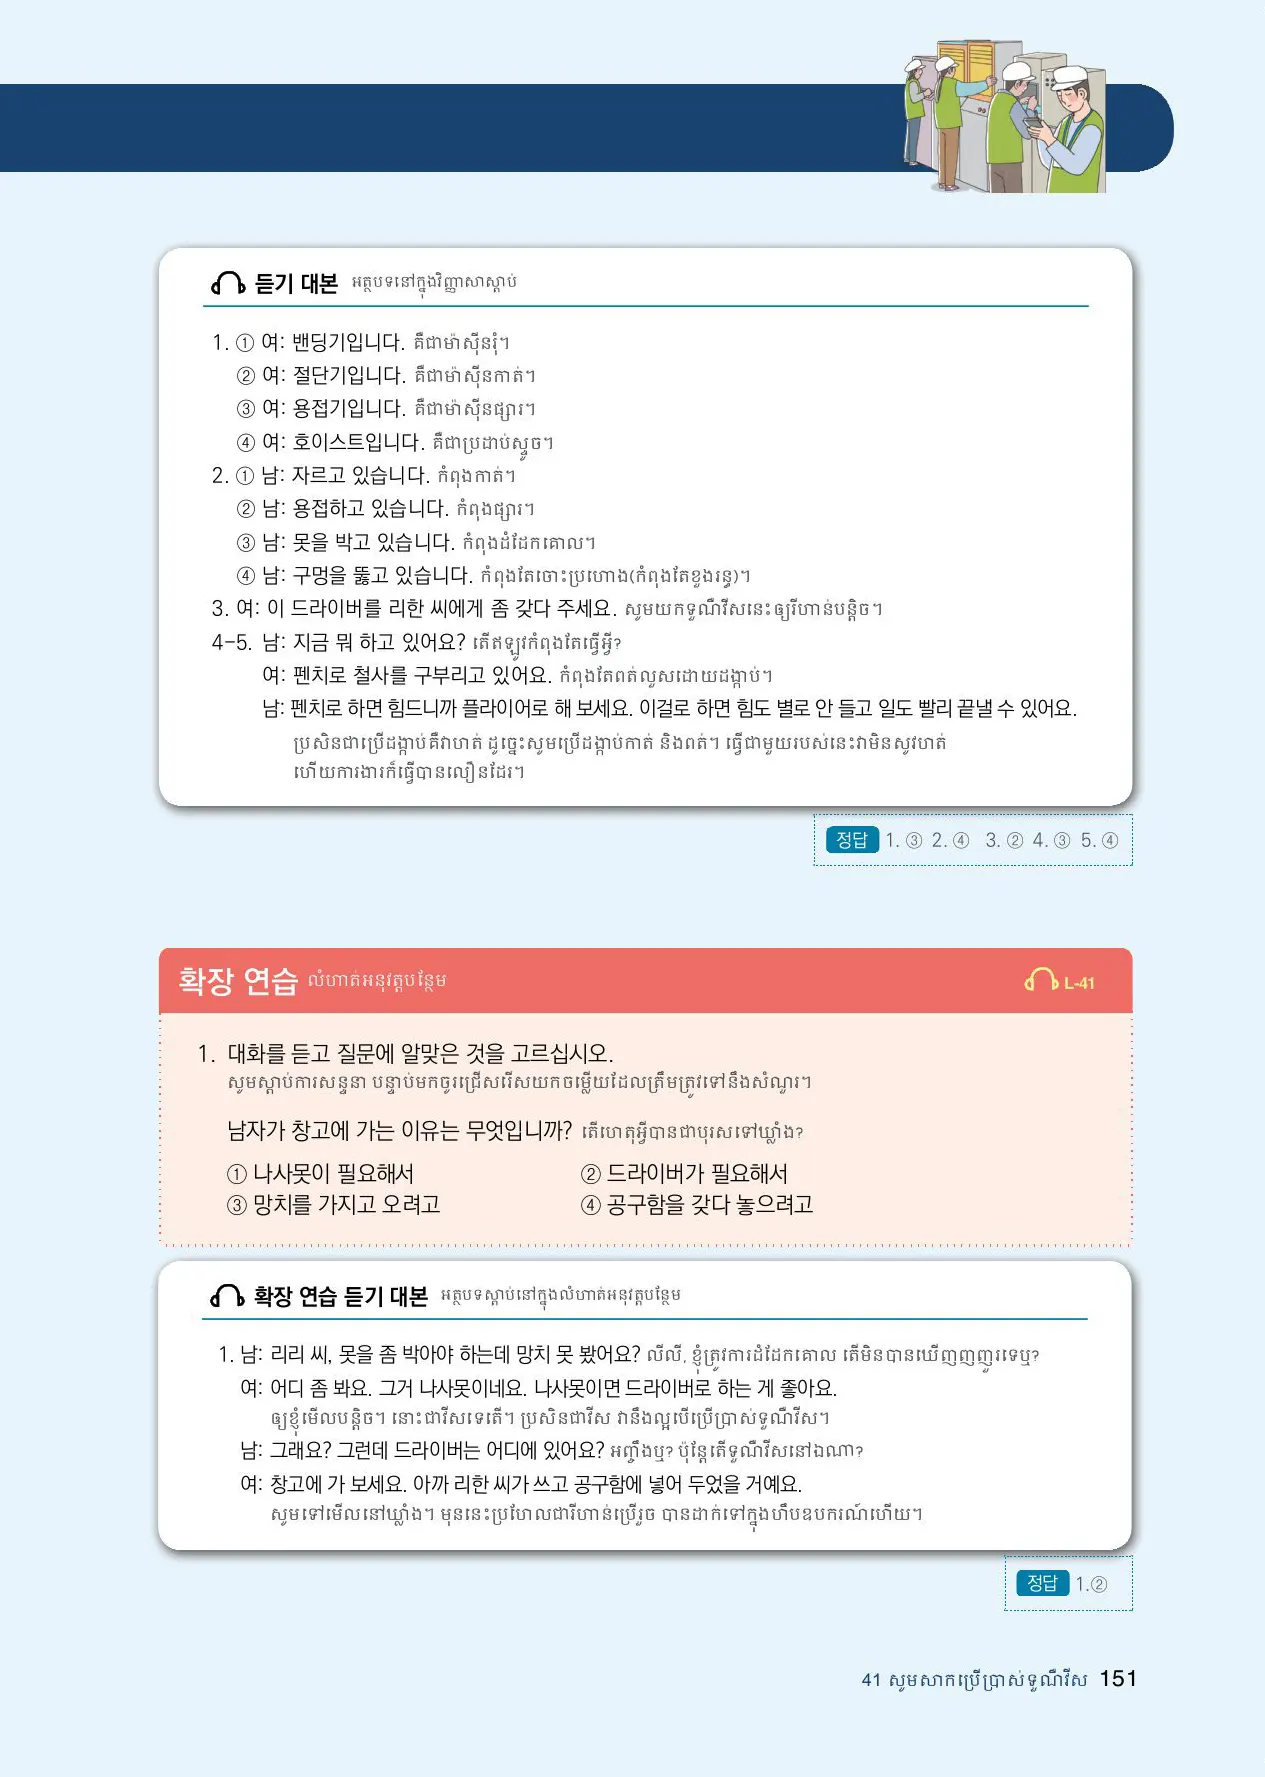 듣기 대본 អត្ថបទនៅក្នុងវិញ្ញាសាស្តាប់
1. ① 여: 밴딩기입니다. គឺជាម៉ាស៊ីនរុំ។
② 여: 절단기입니다. គឺជាម៉ាស៊ីនកាត់។
③ 여: 용접기입니다. គឺជាម៉ាស៊ីនផ្សារ។
④ 여: 호이스트입니다. គឺជាប្រដាប់ស្ទូច។
2. ① 남: 자르고 있습니다. កំពុងកាត់។
② 남: 용접하고 있습니다. កំពុងផ្សារ។
③ 남: 못을 박고 있습니다. កំពុងដំដែកគោល។
④ 남: 구멍을 뚫고 있습니다. កំពុងតែចោះប្រហោង(កំពុងតែខួងរន្ធ)។
3. 여: 이 드라이버를 리한 씨에게 좀 갖다 주세요. សូមយកទួណឺវីសនេះឲ្យរីហាន់បន្តិច។
4-5. 남: 지금 뭐 하고 있어요? តើឥឡូវកំពុងតែធ្វើអ្វី?
여: 펜치로 철사를 구부리고 있어요. កំពុងតែពត់លួសដោយដង្កាប់។
남: 펜치로 하면 힘드니까 플라이어로 해 보세요. 이걸로 하면 힘도 별로 안 들고 일도 빨리 끝낼 수 있어요.
ប្រសិនជាប្រើដង្កាប់គឺវាហត់ ដូច្នេះសូមប្រើដង្កាប់កាត់ និងពត់។ ធ្វើជាមួយរបស់នេះវាមិនសូវហត់
ហើយការងារក៏ធ្វើបានលឿនដែរ។
정답 1. ③ 2. ④ 3. ② 4. ③ 5. ④
확장 연습 លំហាត់អនុវត្តបន្ថែម L-41
1. 대화를 듣고 질문에 알맞은 것을 고르십시오.
សូមស្តាប់ការសន្ទនា បន្ទាប់មកចូរជ្រើសរើសយកចម្លើយដែលត្រឹមត្រូវទៅនឹងសំណួរ។
남자가 창고에 가는 이유는 무엇입니까? តើហេតុអ្វីបានជាបុរសទៅឃ្លាំង?
① 나사못이 필요해서 ② 드라이버가 필요해서
③ 망치를 가지고 오려고 ④ 공구함을 갖다 놓으려고
확장 연습 듣기 대본 អត្ថបទស្តាប់នៅក្នុងលំហាត់អនុវត្តបន្ថែម
1. 남: 리리 씨, 못을 좀 박아야 하는데 망치 못 봤어요? លីលី, ខ្ញុំត្រូវការដំដែកគោល តើមិនបានឃើញញញួរទេឬ?
여: 어디 좀 봐요. 그거 나사못이네요. 나사못이면 드라이버로 하는 게 좋아요.
ឲ្យខ្ញុំមើលបន្តិច។ នោះជាវីសទេតើ។ ប្រសិនជាវីស វានឹងល្អបើប្រើប្រាស់ទួណឺវីស។
남: 그래요? 그런데 드라이버는 어디에 있어요? អញ្ចឹងឬ? ប៉ុន្តែតើទួណឺវីសនៅឯណា?
여: 창고에 가 보세요. 아까 리한 씨가 쓰고 공구함에 넣어 두었을 거예요.
សូមទៅមើលនៅឃ្លាំង។ មុននេះប្រហែលជារីហាន់ប្រើរួច បានដាក់ទៅក្នុងហឹបឧបករណ៍ហើយ។
정답 1.②
41 សូមសាកប្រើប្រាស់ទួណឺវីស 151